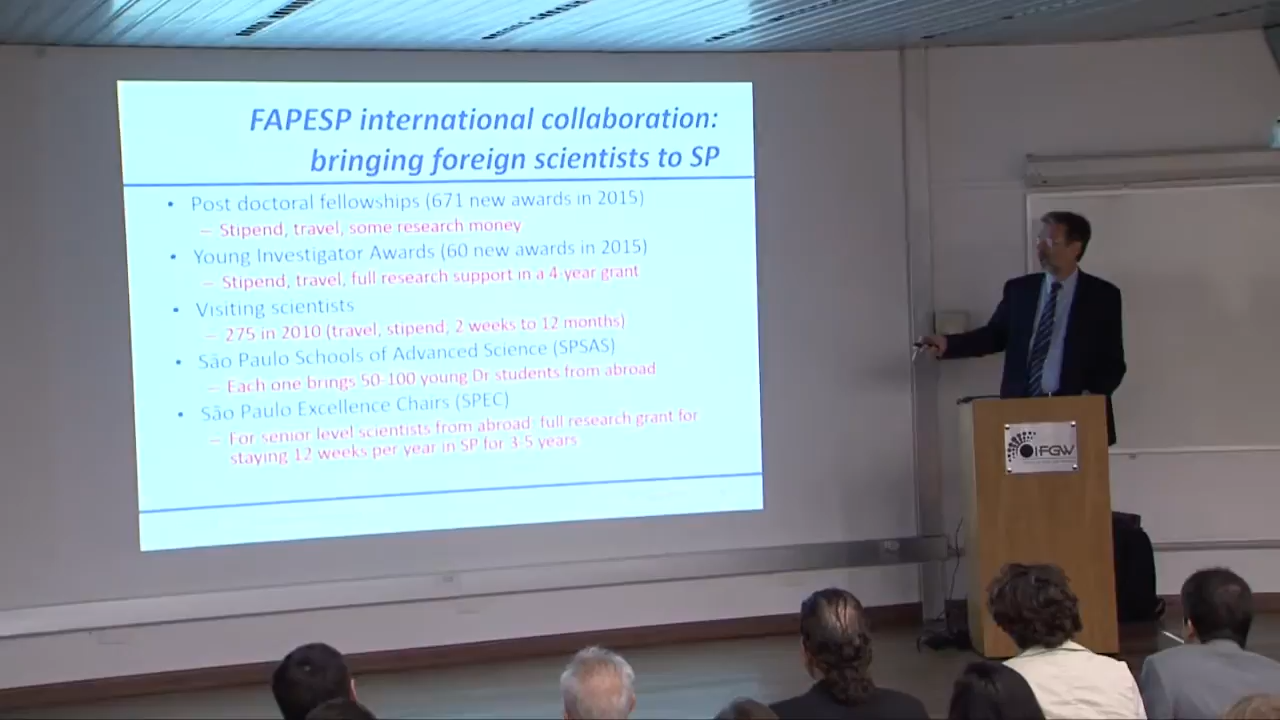 FAPESP international collaboration:
bringing foreign scientists to SP
• Post doctoral fellowships (671 new awards in 2015)
– Stipend, travel, some research money
• Young Investigator Awards (60 new awards in 2015)
– Stipend, travel, full research support in a 4-year grant
• Visiting scientists
– 275 in 2010 (travel, stipend, 2 weeks to 12 months)
• São Paulo Schools of Advanced Science (SPSAS)
– Each one brings 50-100 young Dr students from abroad
• São Paulo Excellence Chairs (SPEC)
– For senior level scientists from abroad: full research grant for
staying 12 weeks per year in SP for 3-5 years
IFGW